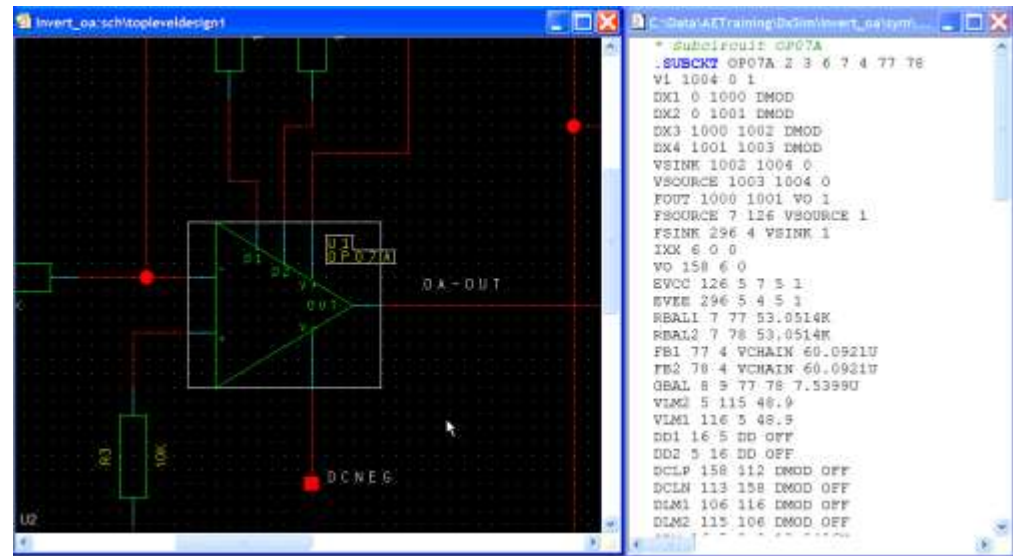 invert_oa:sch\topleveldesign1
U1
OP07A
D1
D2
V+
OUT
V-
OA-OUT
R3
10K
DCNEG
U2
C:\Data\AETraining\DxSim\invert_oa\sym\...
* Subcircuit OP07A
.SUBCKT OP07A 2 3 6 7 4 77 78
V1 1004 0 1
DX1 0 1000 DMOD
DX2 0 1001 DMOD
DX3 1000 1002 DMOD
DX4 1001 1003 DMOD
VSINK 1002 1004 0
VSOURCE 1003 1004 0
FOUT 1000 1001 VO 1
FSOURCE 7 126 VSOURCE 1
FSINK 296 4 VSINK 1
IXX 6 0 0
VO 158 6 0
EVCC 126 5 7 5 1
EVEE 296 5 4 5 1
RBAL1 7 77 53.0514K
RBAL2 7 78 53.0514K
FB1 77 4 VCHAIN 60.0921U
FB2 78 4 VCHAIN 60.0921U
GBAL 8 9 77 78 7.5399U
VLM2 5 115 48.9
VLM1 116 5 48.9
DD1 16 5 DD OFF
DD2 5 16 DD OFF
DCLP 158 112 DMOD OFF
DCLN 113 158 DMOD OFF
DLM1 106 116 DMOD OFF
DLM2 115 106 DMOD OFF